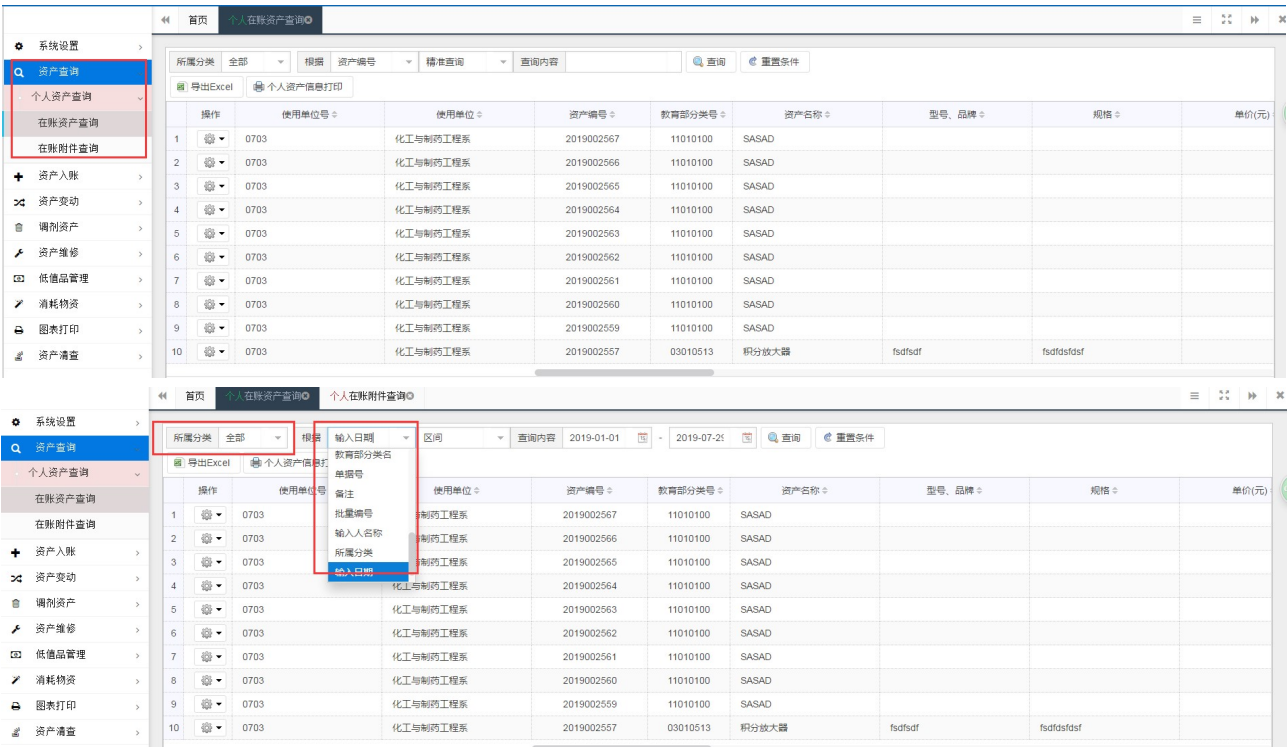 首页 个人在账资产查询
系统设置
所属分类 全部 根据 资产编号 精准查询 查询内容 查询 重置条件
资产查询
导出Excel 个人资产信息打印
个人资产查询
操作 使用单位号 使用单位 资产编号 教育部分类号 资产名称 型号、品牌 规格 单价(元)
在账资产查询
1 0703 化工与制药工程系 2019002567 11010100 SASAD
在账附件查询
2 0703 化工与制药工程系 2019002566 11010100 SASAD
资产入账
3 0703 化工与制药工程系 2019002565 11010100 SASAD
资产变动
4 0703 化工与制药工程系 2019002564 11010100 SASAD
调剂资产
5 0703 化工与制药工程系 2019002563 11010100 SASAD
资产维修
6 0703 化工与制药工程系 2019002562 11010100 SASAD
低值品管理
7 0703 化工与制药工程系 2019002561 11010100 SASAD
消耗物资
8 0703 化工与制药工程系 2019002560 11010100 SASAD
图表打印
9 0703 化工与制药工程系 2019002559 11010100 SASAD
资产清查
10 0703 化工与制药工程系 2019002557 03010513 积分放大器 fsdfsdf fsdfdsfdsf
首页 个人在账资产查询 个人在账附件查询
系统设置
所属分类 全部 根据 输入日期 区间 查询内容 2019-01-01 - 2019-07-29 查询 重置条件
资产查询
教育部分类名
导出Excel 个人资产信息打
个人资产查询
单据号
操作 使用单位号 使用单位 资产编号 教育部分类号 资产名称 型号、品牌 规格 单价(元)
备注
在账资产查询
1 0703 制药工程系 2019002567 11010100 SASAD
批量编号
在账附件查询
输入人名称
2 0703 制药工程系 2019002566 11010100 SASAD
资产入账
所属分类
3 0703 制药工程系 2019002565 11010100 SASAD
输入日期
资产变动
4 0703 化工与制药工程系 2019002564 11010100 SASAD
调剂资产
5 0703 化工与制药工程系 2019002563 11010100 SASAD
资产维修
6 0703 化工与制药工程系 2019002562 11010100 SASAD
低值品管理
7 0703 化工与制药工程系 2019002561 11010100 SASAD
消耗物资
8 0703 化工与制药工程系 2019002560 11010100 SASAD
图表打印
9 0703 化工与制药工程系 2019002559 11010100 SASAD
资产清查
10 0703 化工与制药工程系 2019002557 03010513 积分放大器 fsdfsdf fsdfdsfdsf